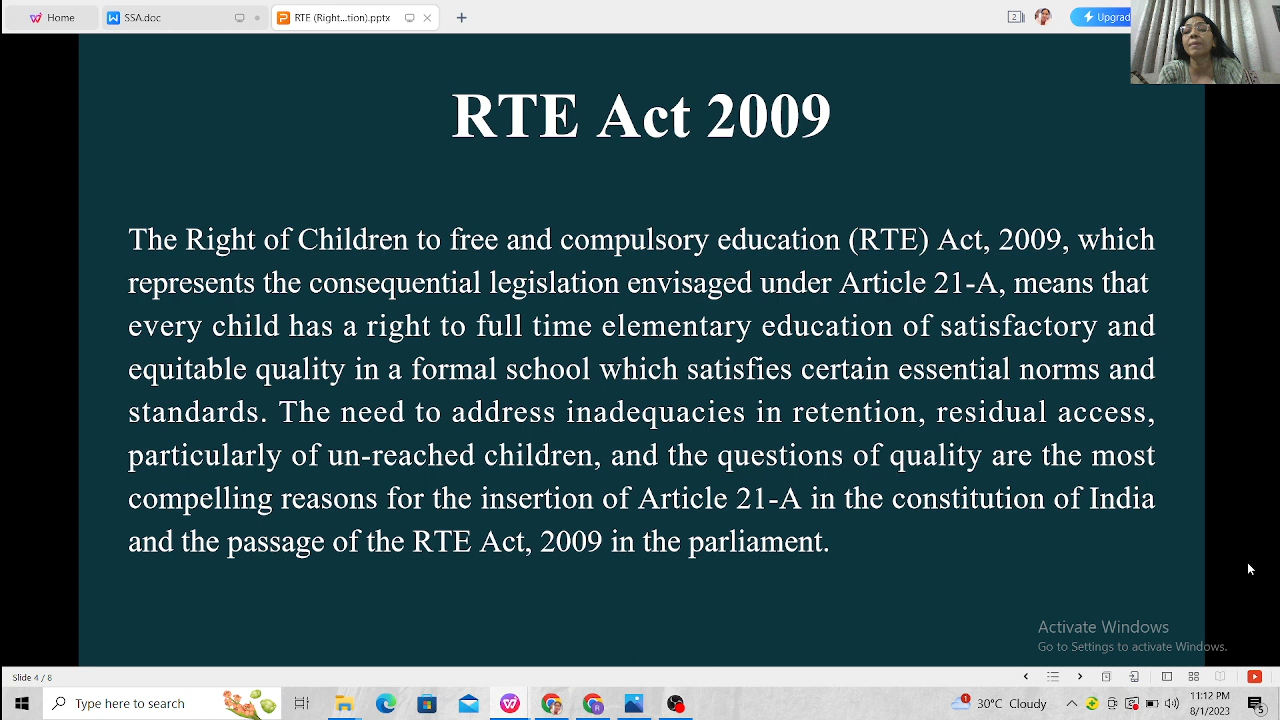 Home
SSA.doc
RTE (Right...tion).pptx
2
Upgrad
RTE Act 2009
The Right of Children to free and compulsory education (RTE) Act, 2009, which
represents the consequential legislation envisaged under Article 21-A, means that
every child has a right to full time elementary education of satisfactory and
equitable quality in a formal school which satisfies certain essential norms and
standards. The need to address inadequacies in retention, residual access,
particularly of un-reached children, and the questions of quality are the most
compelling reasons for the insertion of Article 21-A in the constitution of India
and the passage of the RTE Act, 2009 in the parliament.
Activate Windows
Go to Settings to activate Windows.
Slide 4 / 8
Type here to search
1
30°C Cloudy
11:12 PM
8/1/2023
5